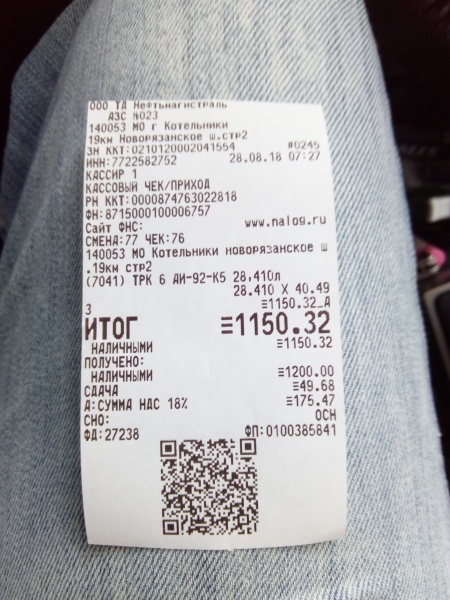 ООО ТД Нефтьмагистраль
АЗС №023
140053 МО г Котельники
19км Новорязанское ш.стр2
ЗН ККТ:0210120002041554 #0245
ИНН:7722582752 28.08.18 07:27
КАССИР 1
КАССОВЫЙ ЧЕК/ПРИХОД
РН ККТ:0000874763022818
ФН:8715000100006757
Сайт ФНС: www.nalog.ru
СМЕНА:77 ЧЕК:76
140053 МО Котельники новорязанское ш
.19км стр2
(7041) ТРК 6 АИ-92-К5 28,410л
28.410 X 40.49
≡1150.32_А
3
ИТОГ ≡1150.32
НАЛИЧНЫМИ ≡1150.32
ПОЛУЧЕНО:
НАЛИЧНЫМИ ≡1200.00
СДАЧА ≡49.68
А:СУММА НДС 18% ≡175.47
СНО: ОСН
ФД:27238 ФП:0100385841